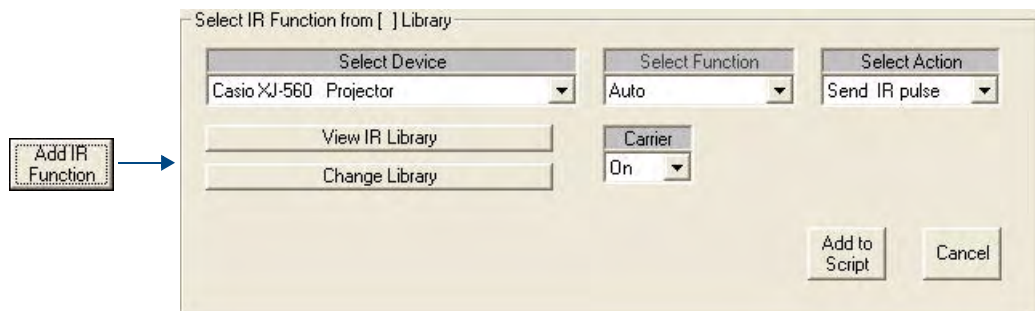 Select IR Function from [ ] Library
Select Device
Select Function
Select Action
Casio XJ-560 Projector
Auto
Send IR pulse
View IR Library
Carrier
Add IR
Function
On
Change Library
Add to
Script
Cancel